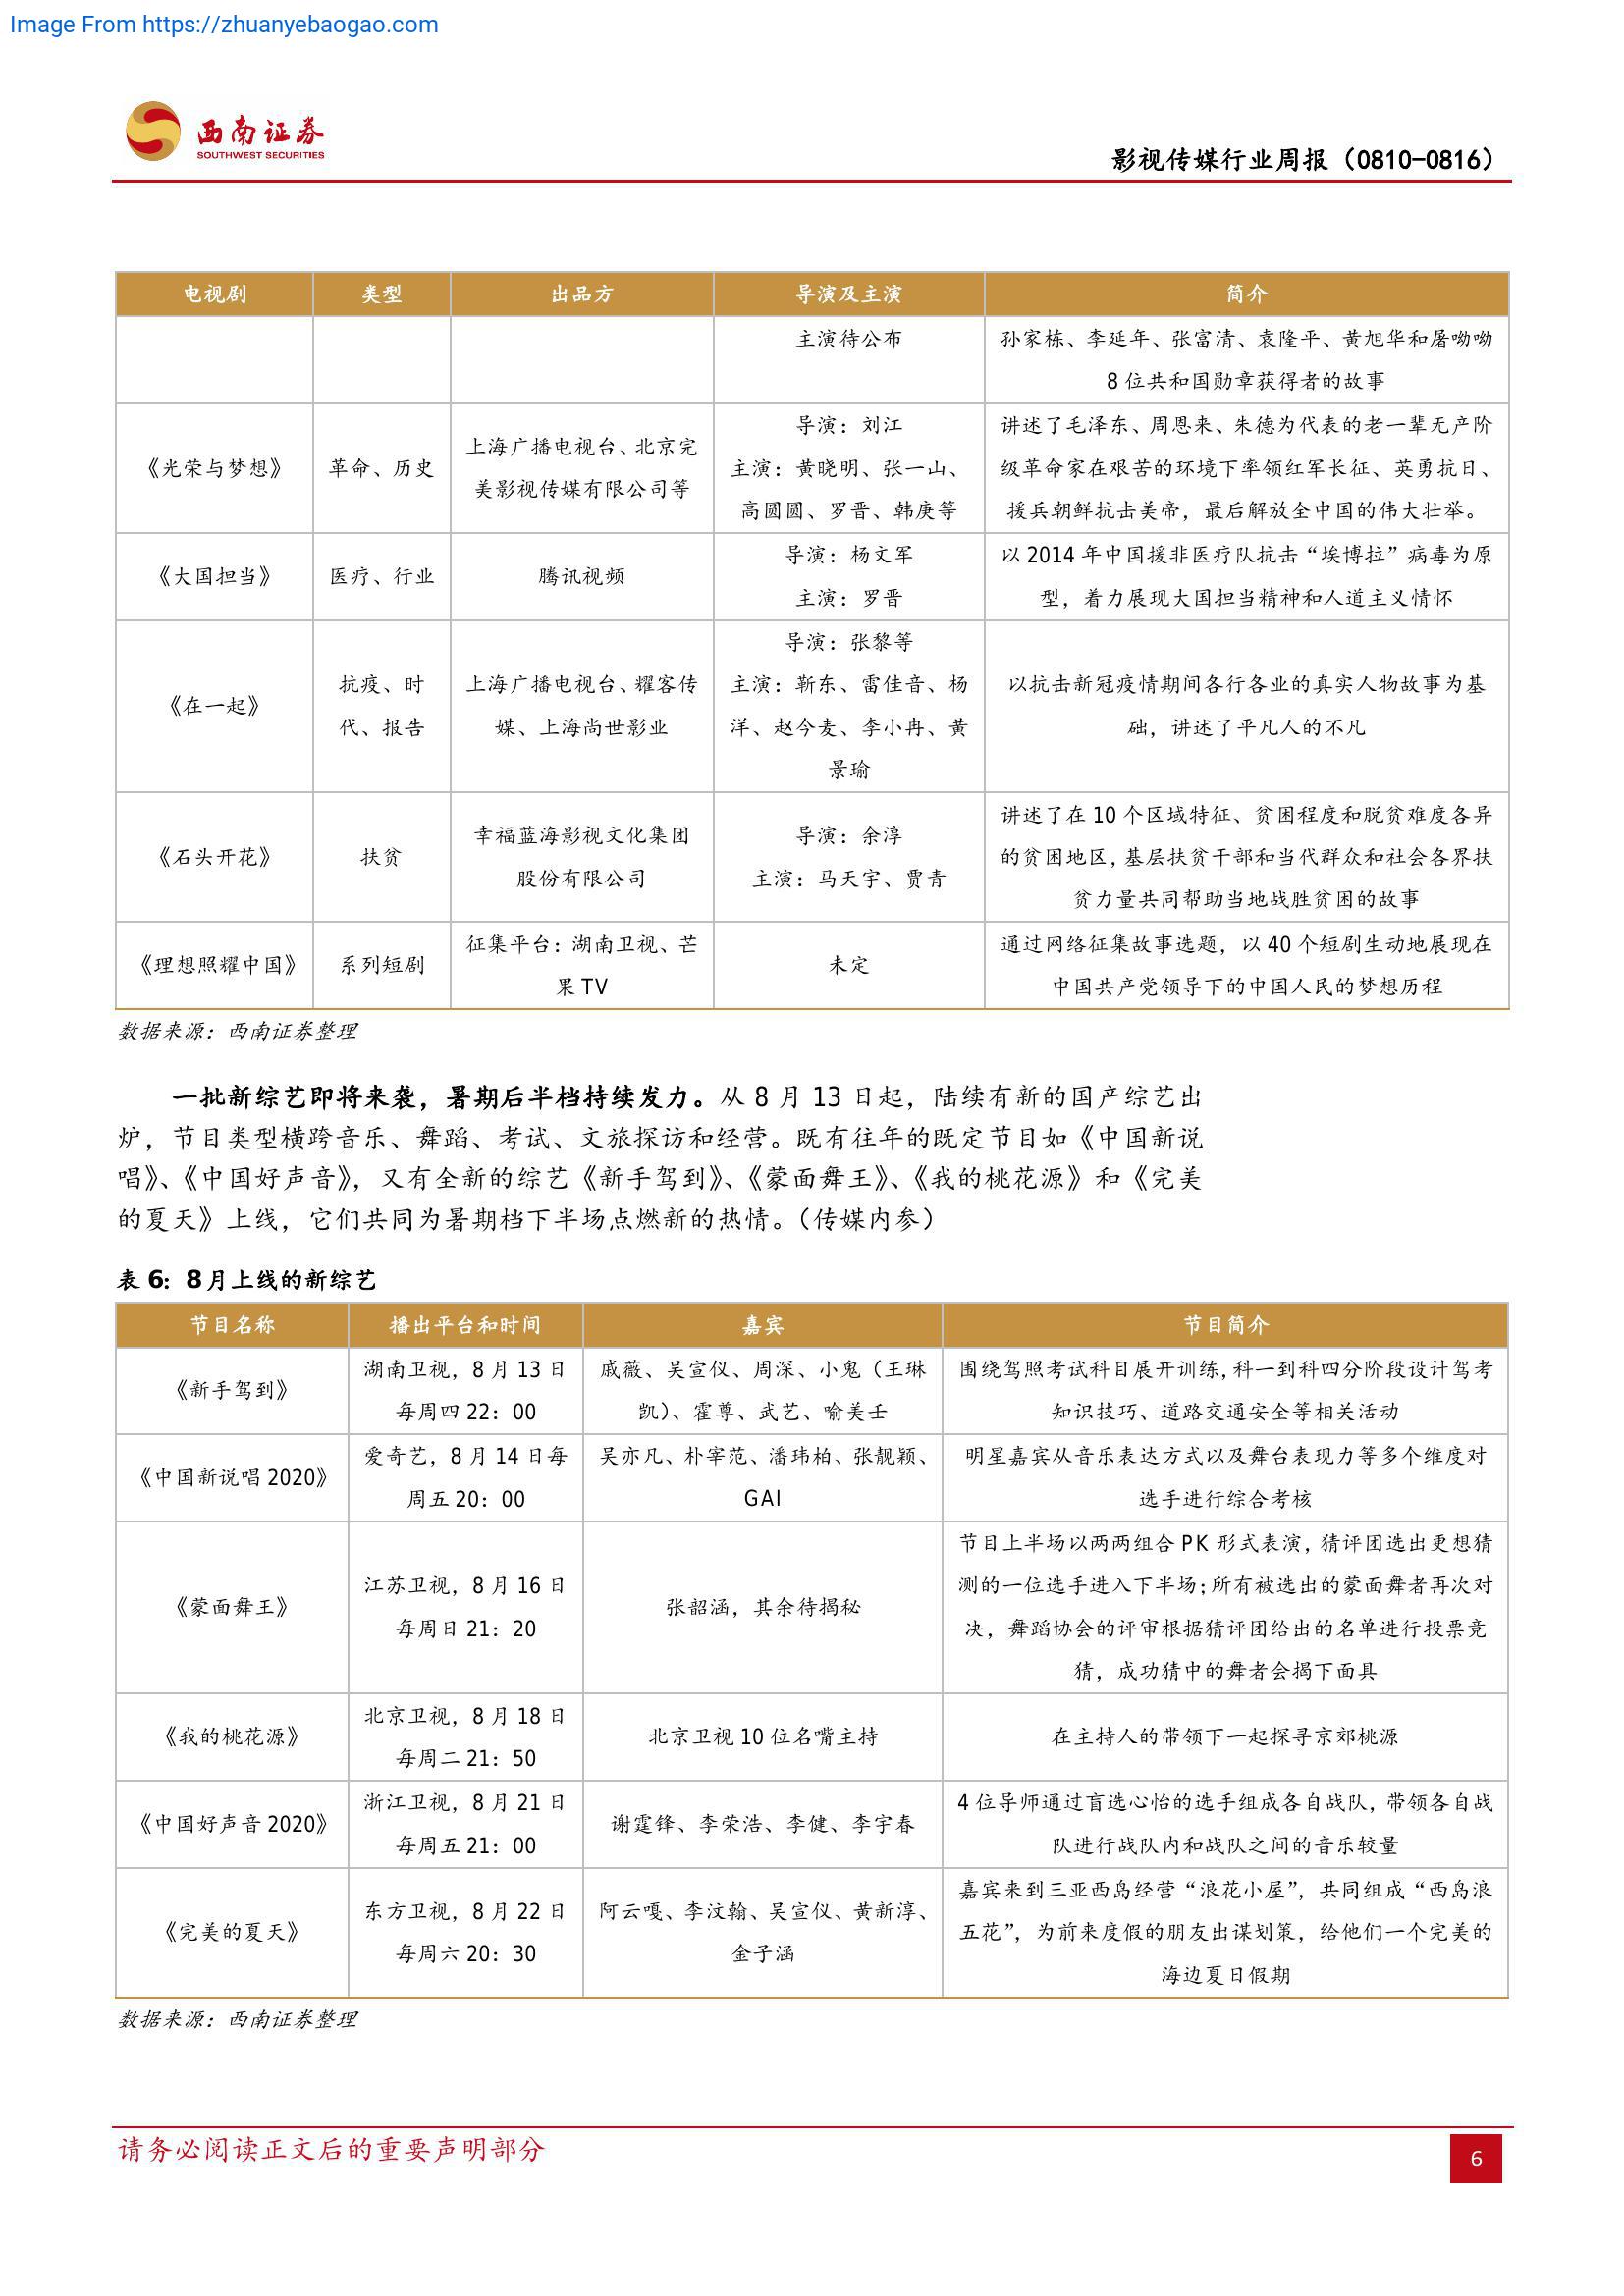 Image From https://zhuanyebaogao.com
西南证券
SOUTHWEST SECURITIES
影视传媒行业周报（0810-0816）
电视剧 类型 出品方 导演及主演 简介
主演待公布
孙家栋、李延年、张富清、袁隆平、黄旭华和屠呦呦
8 位共和国勋章获得者的故事
《光荣与梦想》
革命、历史
上海广播电视台、北京完
美影视传媒有限公司等
导演：刘江
主演：黄晓明、张一山、
高圆圆、罗晋、韩庚等
讲述了毛泽东、周恩来、朱德为代表的老一辈无产阶
级革命家在艰苦的环境下率领红军长征、英勇抗日、
援兵朝鲜抗击美帝，最后解放全中国的伟大壮举。
《大国担当》
医疗、行业
腾讯视频
导演：杨文军
主演：罗晋
以 2014 年中国援非医疗队抗击“埃博拉”病毒为原
型，着力展现大国担当精神和人道主义情怀
《在一起》
抗疫、时
代、报告
上海广播电视台、耀客传
媒、上海尚世影业
导演：张黎等
主演：靳东、雷佳音、杨
洋、赵今麦、李小冉、黄
景瑜
以抗击新冠疫情期间各行各业的真实人物故事为基
础，讲述了平凡人的不凡
《石头开花》
扶贫
幸福蓝海影视文化集团
股份有限公司
导演：余淳
主演：马天宇、贾青
讲述了在 10 个区域特征、贫困程度和脱贫难度各异
的贫困地区，基层扶贫干部和当代群众和社会各界扶
贫力量共同帮助当地战胜贫困的故事
《理想照耀中国》
系列短剧
征集平台：湖南卫视、芒
果 TV
未定
通过网络征集故事选题，以 40 个短剧生动地展现在
中国共产党领导下的中国人民的梦想历程
数据来源：西南证券整理
一批新综艺即将来袭，暑期后半档持续发力。从 8 月 13 日起，陆续有新的国产综艺出
炉，节目类型横跨音乐、舞蹈、考试、文旅探访和经营。既有往年的既定节目如《中国新说
唱》、《中国好声音》，又有全新的综艺《新手驾到》、《蒙面舞王》、《我的桃花源》和《完美
的夏天》上线，它们共同为暑期档下半场点燃新的热情。（传媒内参）
表 6：8 月上线的新综艺
节目名称 播出平台和时间 嘉宾 节目简介
《新手驾到》
湖南卫视，8 月 13 日
每周四 22：00
戚薇、吴宣仪、周深、小鬼（王琳
凯）、霍尊、武艺、喻美壬
围绕驾照考试科目展开训练，科一到科四分阶段设计驾考
知识技巧、道路交通安全等相关活动
《中国新说唱 2020》
爱奇艺，8 月 14 日每
周五 20：00
吴亦凡、朴宰范、潘玮柏、张靓颖、
GAI
明星嘉宾从音乐表达方式以及舞台表现力等多个维度对
选手进行综合考核
《蒙面舞王》
江苏卫视，8 月 16 日
每周日 21：20
张韶涵，其余待揭秘
节目上半场以两两组合 PK 形式表演，猜评团选出更想猜
测的一位选手进入下半场；所有被选出的蒙面舞者再次对
决，舞蹈协会的评审根据猜评团给出的名单进行投票竞
猜，成功猜中的舞者会揭下面具
《我的桃花源》
北京卫视，8 月 18 日
每周二 21：50
北京卫视 10 位名嘴主持
在主持人的带领下一起探寻京郊桃源
《中国好声音 2020》
浙江卫视，8 月 21 日
每周五 21：00
谢霆锋、李荣浩、李健、李宇春
4 位导师通过盲选心怡的选手组成各自战队，带领各自战
队进行战队内和战队之间的音乐较量
《完美的夏天》
东方卫视，8 月 22 日
每周六 20：30
阿云嘎、李汶翰、吴宣仪、黄新淳、
金子涵
嘉宾来到三亚西岛经营“浪花小屋”，共同组成“西岛浪
五花”，为前来度假的朋友出谋划策，给他们一个完美的
海边夏日假期
数据来源：西南证券整理
请务必阅读正文后的重要声明部分
6